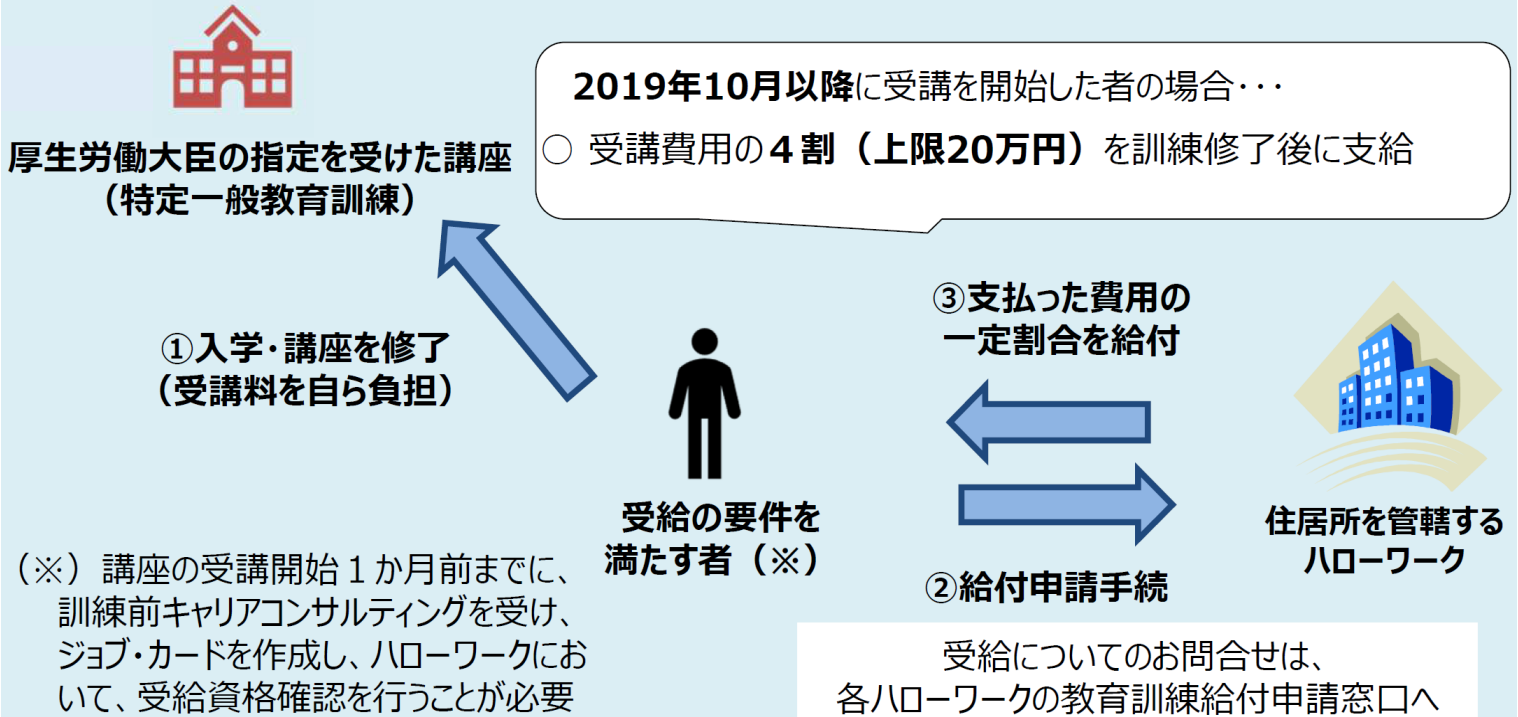 厚生労働大臣の指定を受けた講座
（特定一般教育訓練）
2019年10月以降に受講を開始した者の場合･･･
○ 受講費用の４割（上限20万円）を訓練修了後に支給
①入学･講座を修了
（受講料を自ら負担）
③支払った費用の
一定割合を給付
受給の要件を
満たす者（※）
②給付申請手続
住居所を管轄する
ハローワーク
（※）講座の受講開始１か月前までに、
訓練前キャリアコンサルティングを受け、
ジョブ・カードを作成し、ハローワークにお
いて、受給資格確認を行うことが必要
受給についてのお問合せは、
各ハローワークの教育訓練給付申請窓口へ